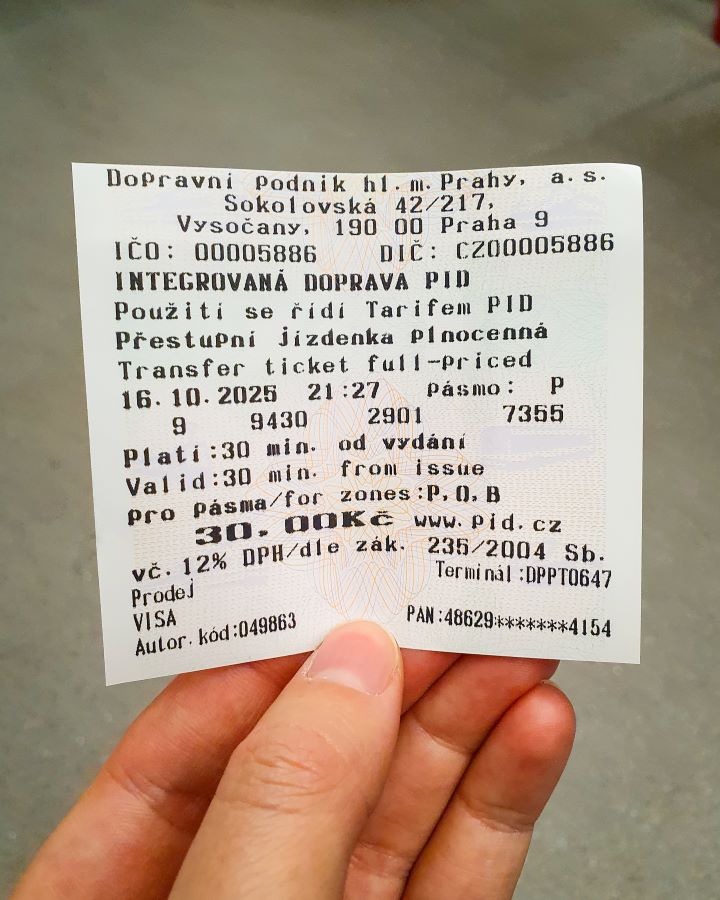 Dopravní podnik hl.m.Prahy, a.s.
Sokolovská 42/217,
Vysočany, 190 00 Praha 9
IČO: 00005886 DIČ: CZ00005886
INTEGROVANÁ DOPRAVA PID
Použití se řídí Tarifem PID
Přestupní jízdenka plnocenná
Transfer ticket full-priced
16.10.2025 21:27 pásmo: P
9 9430 2901 7355
Platí:30 min. od vydání
Valid:30 min. from issue
pro pásma/for zones:P,0,B
30.00Kč www.pid.cz
vč.12% DPH/dle zák. 235/2004 Sb.
Prodej Terminál:DPPT0647
VISA
Autor.kód:049863 PAN:48629*******4154